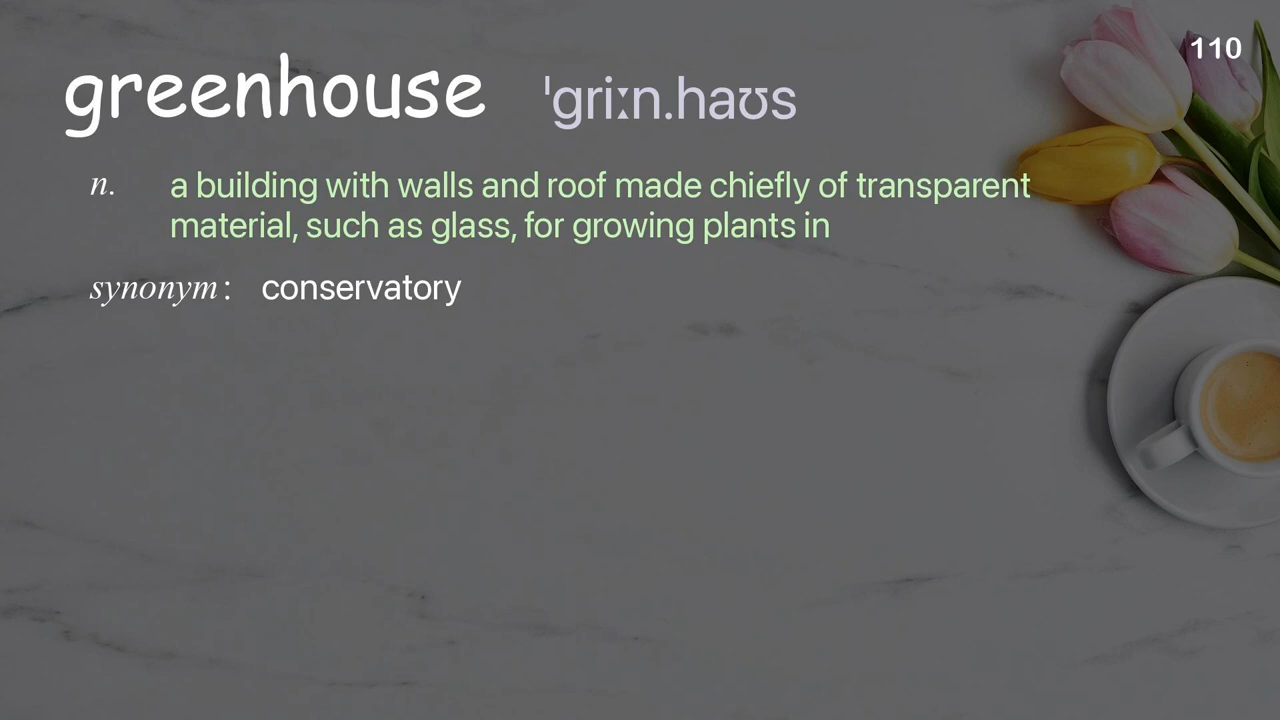 110
greenhouse ˈgriːn.haʊs
n. a building with walls and roof made chiefly of transparent
material, such as glass, for growing plants in
synonym: conservatory